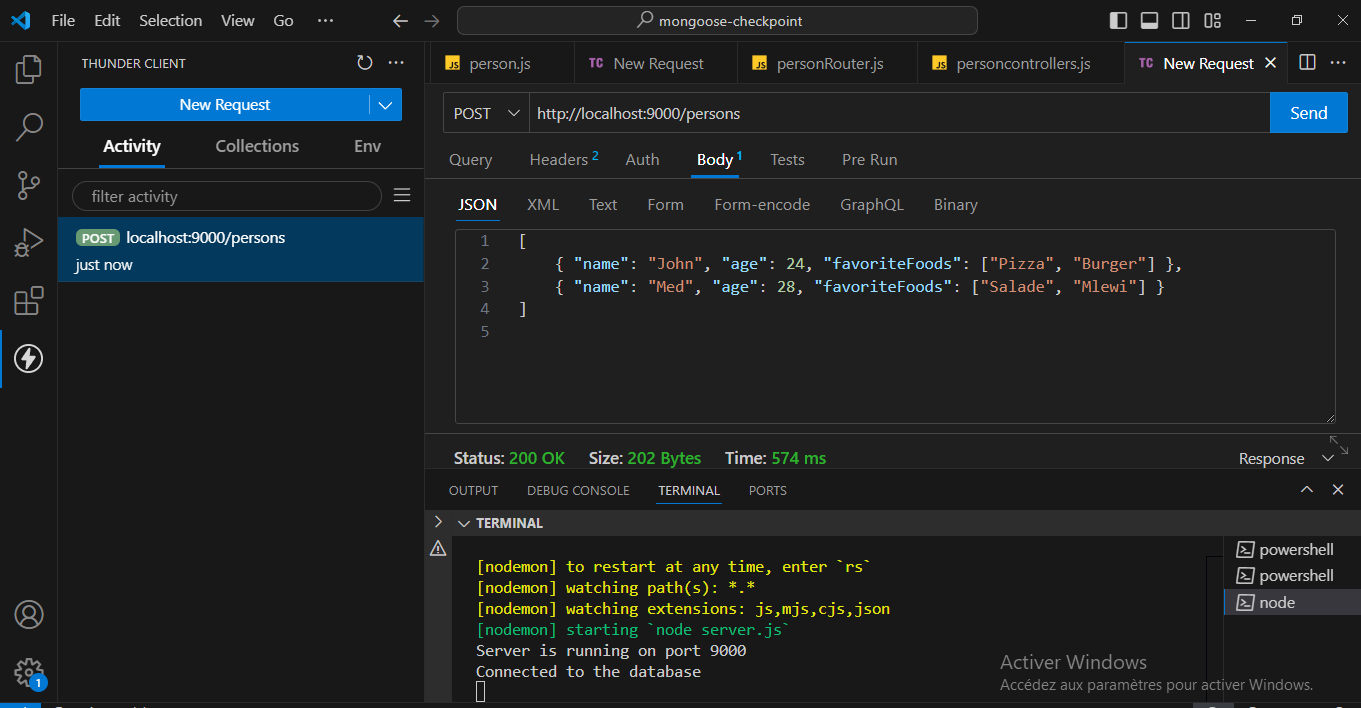 File Edit Selection View Go ··· mongoose-checkpoint
THUNDER CLIENT
person.js TC New Request personRouter.js personcontrollers.js TC New Request
New Request
POST http://localhost:9000/persons Send
Activity Collections Env
Query Headers 2 Auth Body 1 Tests Pre Run
filter activity
JSON XML Text Form Form-encode GraphQL Binary
POST localhost:9000/persons
just now
1 [
2 { "name": "John", "age": 24, "favoriteFoods": ["Pizza", "Burger"] },
3 { "name": "Med", "age": 28, "favoriteFoods": ["Salade", "Mlewi"] }
4 ]
5
Status: 200 OK Size: 202 Bytes Time: 574 ms Response
OUTPUT DEBUG CONSOLE TERMINAL PORTS
TERMINAL
[nodemon] to restart at any time, enter `rs`
[nodemon] watching path(s): *.*
[nodemon] watching extensions: js,mjs,cjs,json
[nodemon] starting `node server.js`
Server is running on port 9000
Connected to the database
powershell
powershell
node
Activer Windows
Accédez aux paramètres pour activer Windows.
1